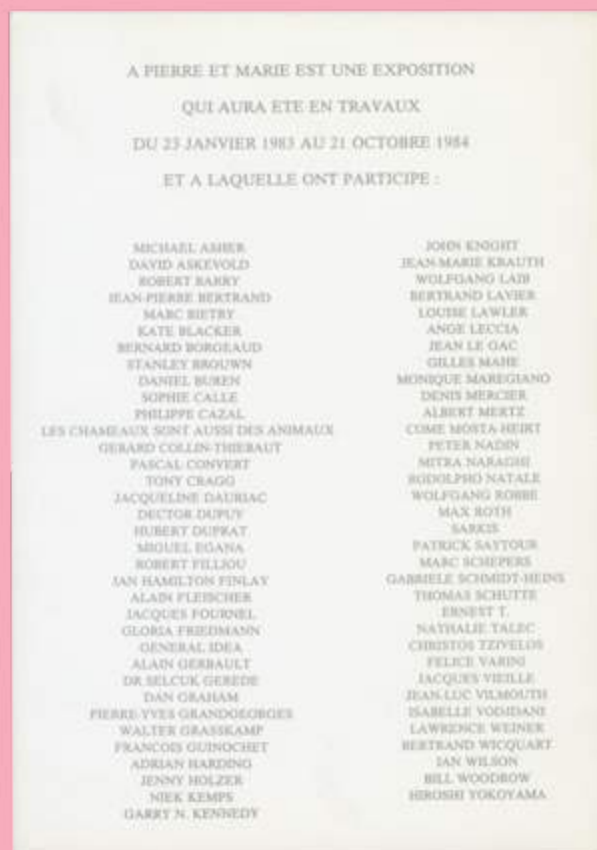 A PIERRE ET MARIE EST UNE EXPOSITION
QUI AURA ETE EN TRAVAUX
DU 23 JANVIER 1983 AU 21 OCTOBRE 1984
ET A LAQUELLE ONT PARTICIPE :
MICHAEL ASHER
DAVID ASKEVOLD
ROBERT BARRY
JEAN-PIERRE BERTRAND
MARC BIETRY
KATE BLACKER
BERNARD BORGEAUD
STANLEY BROUWN
DANIEL BUREN
SOPHIE CALLE
PHILIPPE CAZAL
LES CHAMEAUX SONT AUSSI DES ANIMAUX
GERARD COLLIN-THIEBAUT
PASCAL CONVERT
TONY CRAGG
JACQUELINE DAURIAC
DECTOR DUPUY
HUBERT DUPRAT
MIGUEL EGANA
ROBERT FILLIOU
IAN HAMILTON FINLAY
ALAIN FLEISCHER
JACQUES FOURNEL
GLORIA FRIEDMANN
GENERAL IDEA
ALAIN GERBAULT
DR SELCUK GEREDE
DAN GRAHAM
PIERRE-YVES GRANDGEORGES
WALTER GRASSKAMP
FRANCOIS GUINOCHET
ADRIAN HARDING
JENNY HOLZER
NIEK KEMPS
GARRY N. KENNEDY
JOHN KNIGHT
JEAN-MARIE KRAUTH
WOLFGANG LAIB
BERTRAND LAVIER
LOUISE LAWLER
ANGE LECCIA
JEAN LE GAC
GILLES MAHE
MONIQUE MAREGIANO
DENIS MERCIER
ALBERT MERTZ
COME MOSTA-HEIRT
PETER NADIN
MITRA NARAGHI
RODOLPHO NATALE
WOLFGANG ROBBE
MAX ROTH
SARKIS
PATRICK SAYTOUR
MARC SCHEPERS
GABRIELE SCHMIDT-HEINS
THOMAS SCHUTTE
ERNEST T.
NATHALIE TALEC
CHRISTOS TZIVELOS
FELICE VARINI
JACQUES VIEILLE
JEAN-LUC VILMOUTH
ISABELLE VODJDANI
LAWRENCE WEINER
BERTRAND WICQUART
IAN WILSON
BILL WOODROW
HIROSHI YOKOYAMA